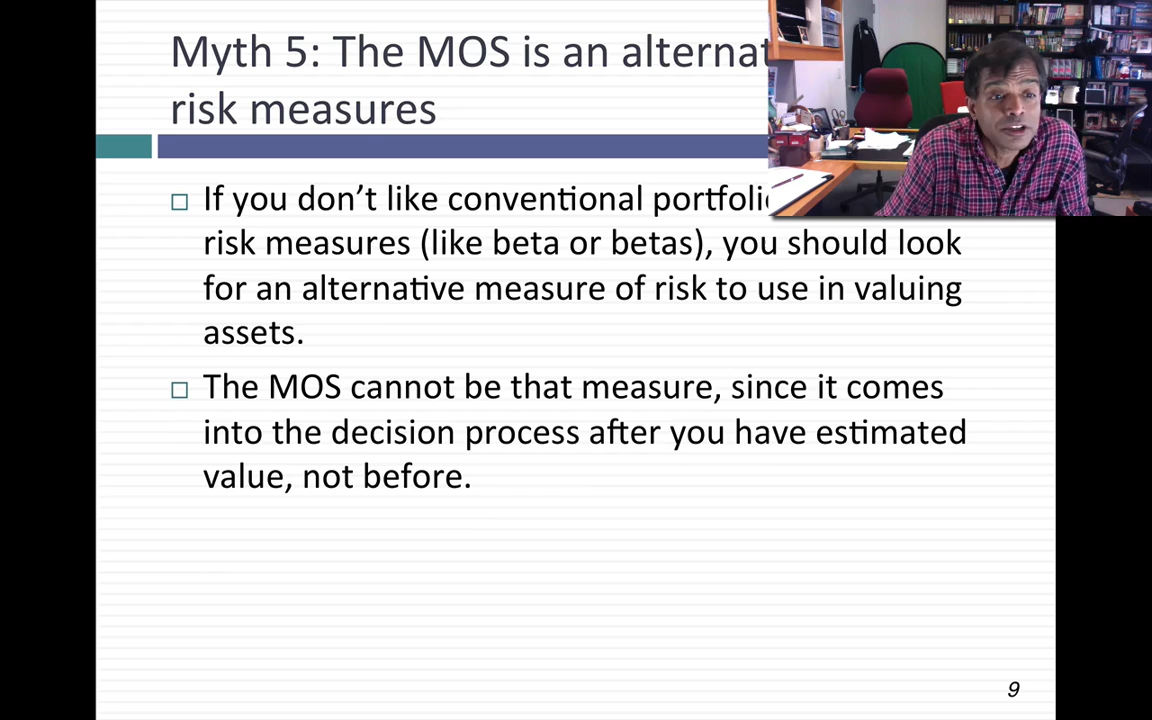 Myth 5: The MOS is an
risk measures
□ If you don't like conventional
risk measures (like beta or betas), you should look
for an alternative measure of risk to use in valuing
assets.
□ The MOS cannot be that measure, since it comes
into the decision process after you have estimated
value, not before.
9